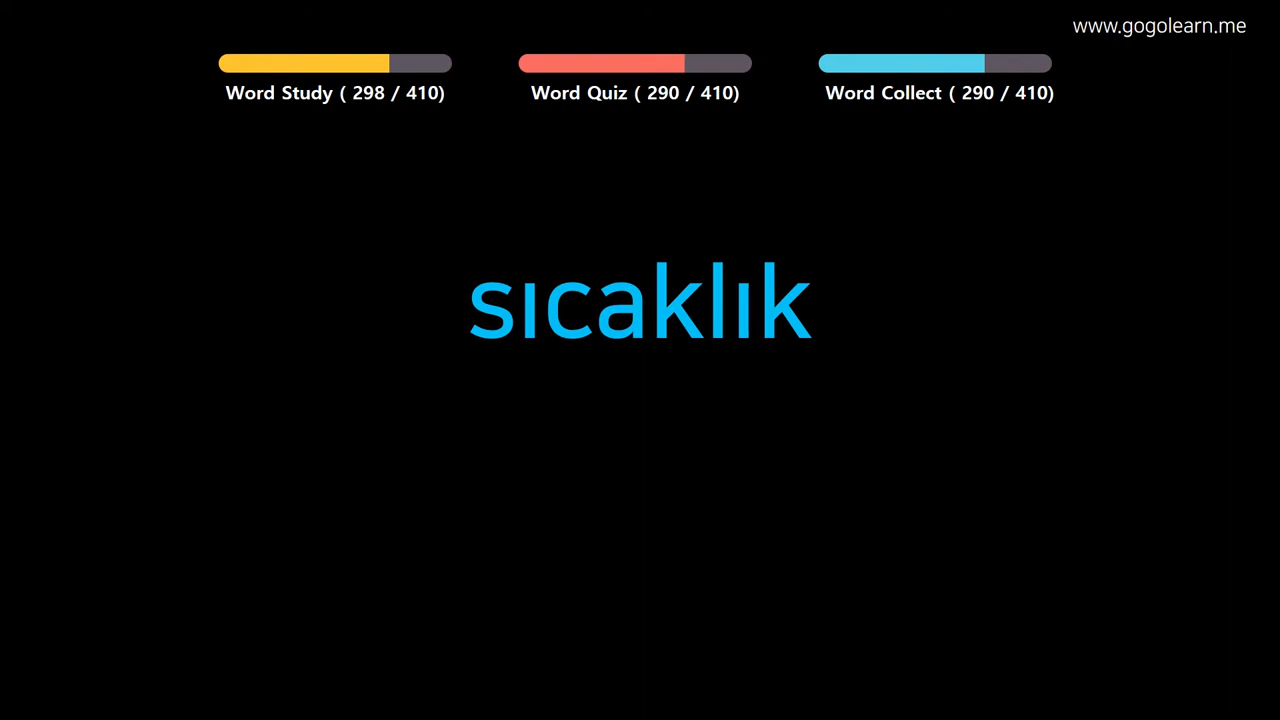 www.gogolearn.me
Word Study ( 298 / 410)
Word Quiz ( 290 / 410)
Word Collect ( 290 / 410)
sıcaklık